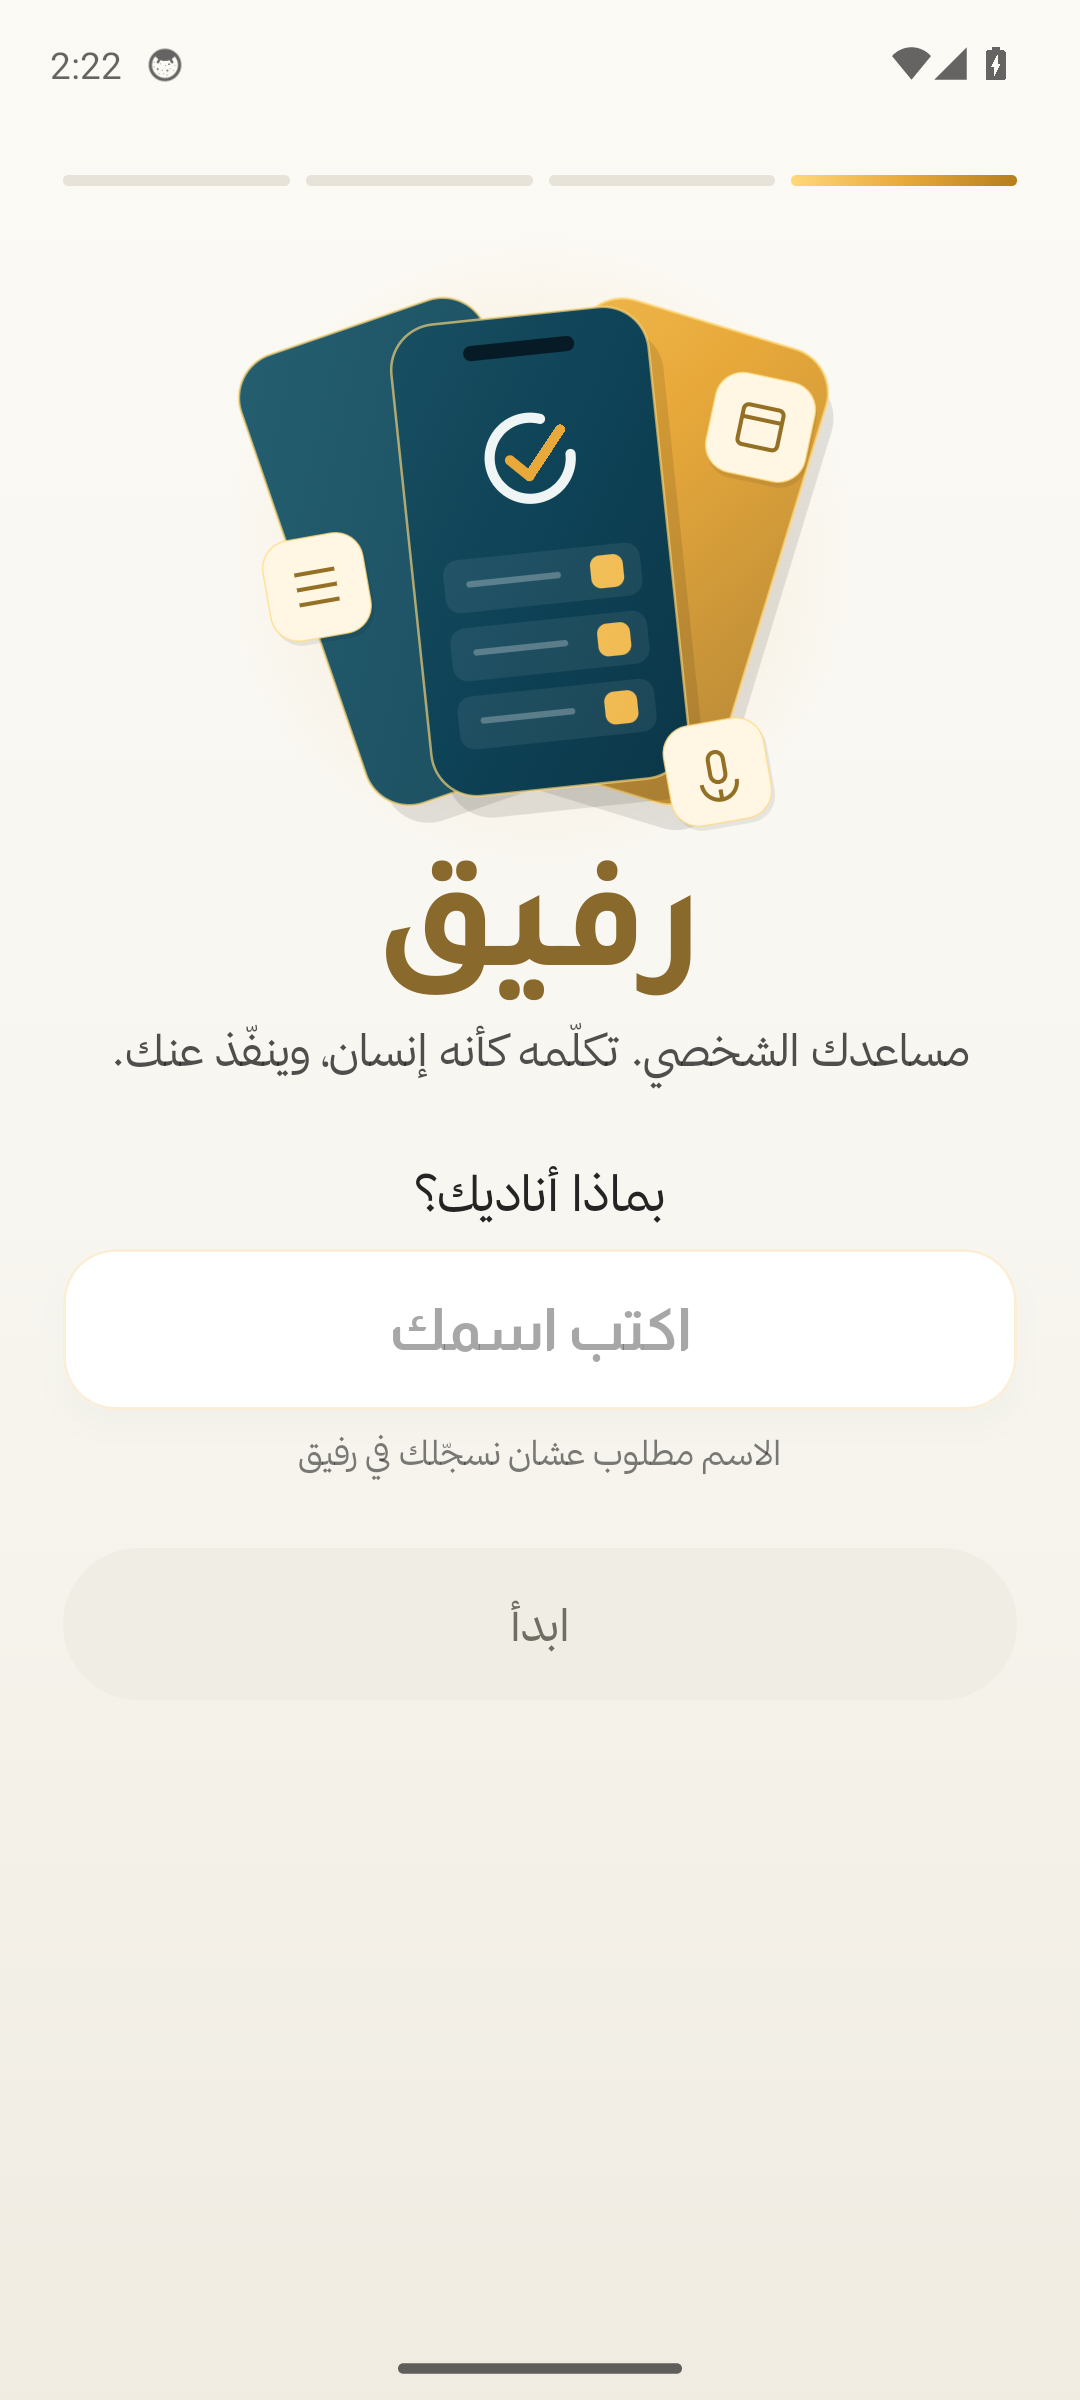 2:22
رفيق
مساعدك الشخصي. تكلّمه كأنه إنسان، وينفّذ عنك.
بماذا أناديك؟
اكتب اسمك
الاسم مطلوب عشان نسجّلك في رفيق
ابدأ